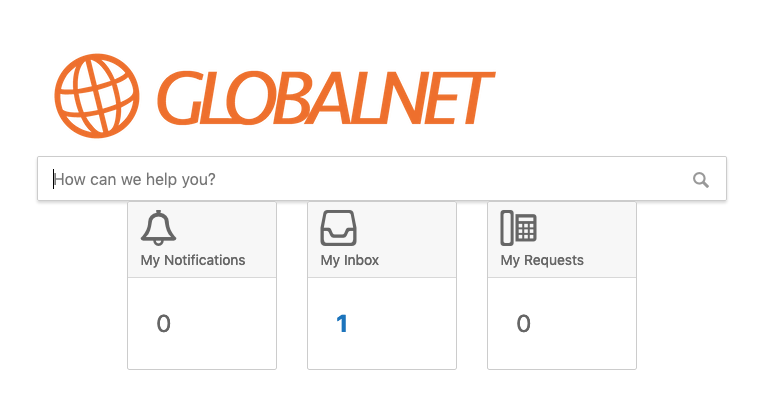 GLOBALNET
How can we help you?
My Notifications
My Inbox
My Requests
0
1
0